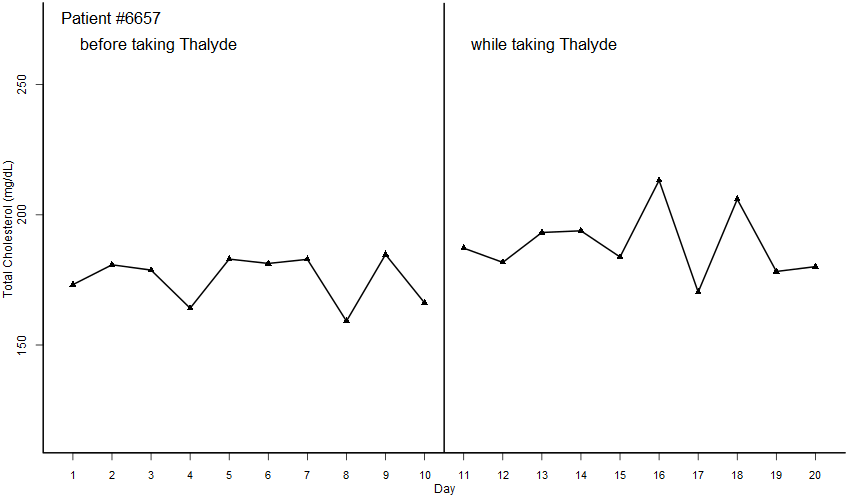 Patient #6657
before taking Thalyde
while taking Thalyde
Total Cholesterol (mg/dL)
250
200
150
1 2 3 4 5 6 7 8 9 10 11 12 13 14 15 16 17 18 19 20
Day